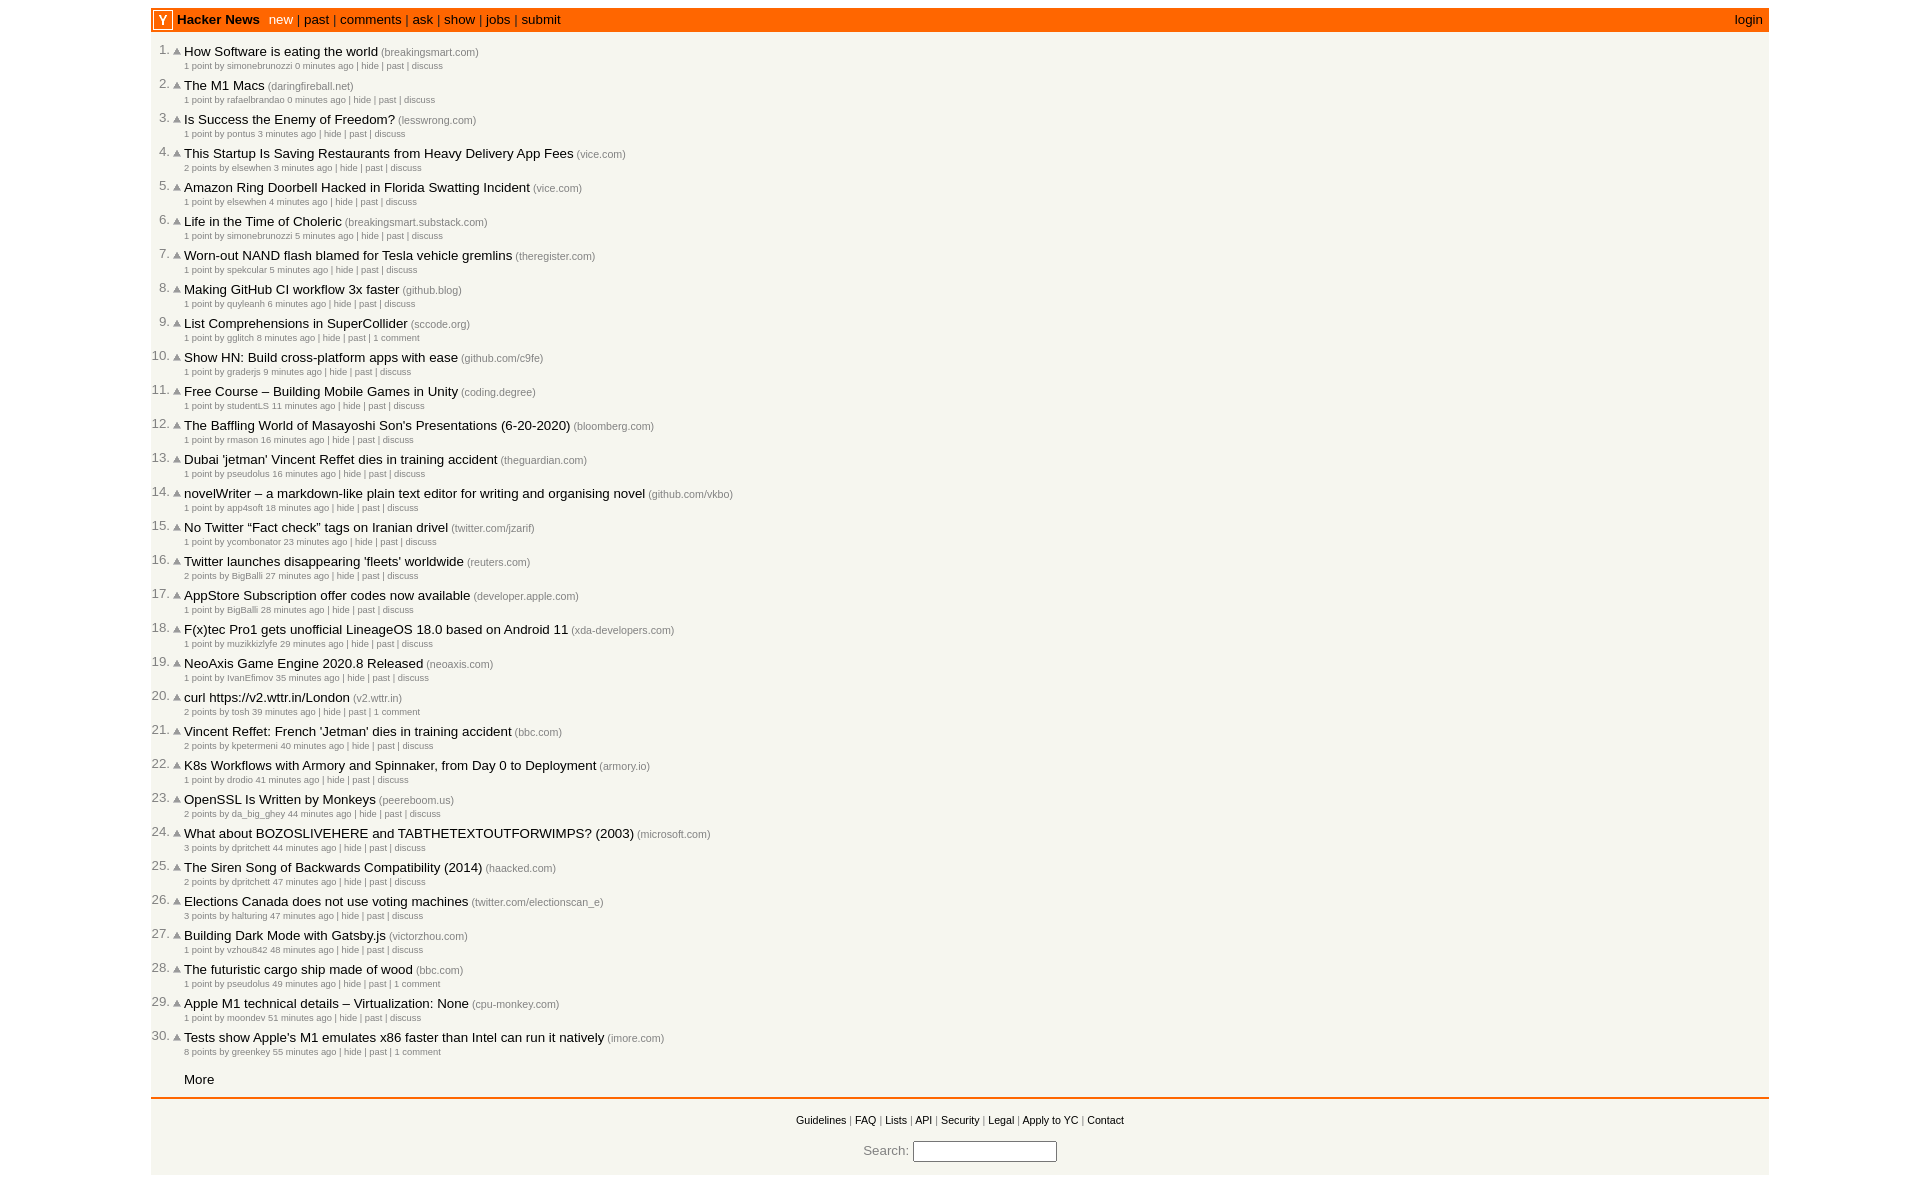 Y Hacker News new | past | comments | ask | show | jobs | submit login
1. How Software is eating the world (breakingsmart.com)
1 point by simonebrunozzi 0 minutes ago | hide | past | discuss
2. The M1 Macs (daringfireball.net)
1 point by rafaelbrandao 0 minutes ago | hide | past | discuss
3. Is Success the Enemy of Freedom? (lesswrong.com)
1 point by pontus 3 minutes ago | hide | past | discuss
4. This Startup Is Saving Restaurants from Heavy Delivery App Fees (vice.com)
2 points by elsewhen 3 minutes ago | hide | past | discuss
5. Amazon Ring Doorbell Hacked in Florida Swatting Incident (vice.com)
1 point by elsewhen 4 minutes ago | hide | past | discuss
6. Life in the Time of Choleric (breakingsmart.substack.com)
1 point by simonebrunozzi 5 minutes ago | hide | past | discuss
7. Worn-out NAND flash blamed for Tesla vehicle gremlins (theregister.com)
1 point by spekcular 5 minutes ago | hide | past | discuss
8. Making GitHub CI workflow 3x faster (github.blog)
1 point by quyleanh 6 minutes ago | hide | past | discuss
9. List Comprehensions in SuperCollider (sccode.org)
1 point by gglitch 8 minutes ago | hide | past | 1 comment
10. Show HN: Build cross-platform apps with ease (github.com/c9fe)
1 point by graderjs 9 minutes ago | hide | past | discuss
11. Free Course – Building Mobile Games in Unity (coding.degree)
1 point by studentLS 11 minutes ago | hide | past | discuss
12. The Baffling World of Masayoshi Son's Presentations (6-20-2020) (bloomberg.com)
1 point by rmason 16 minutes ago | hide | past | discuss
13. Dubai 'jetman' Vincent Reffet dies in training accident (theguardian.com)
1 point by pseudolus 16 minutes ago | hide | past | discuss
14. novelWriter – a markdown-like plain text editor for writing and organising novel (github.com/vkbo)
1 point by app4soft 18 minutes ago | hide | past | discuss
15. No Twitter “Fact check” tags on Iranian drivel (twitter.com/jzarif)
1 point by ycombonator 23 minutes ago | hide | past | discuss
16. Twitter launches disappearing 'fleets' worldwide (reuters.com)
2 points by BigBalli 27 minutes ago | hide | past | discuss
17. AppStore Subscription offer codes now available (developer.apple.com)
1 point by BigBalli 28 minutes ago | hide | past | discuss
18. F(x)tec Pro1 gets unofficial LineageOS 18.0 based on Android 11 (xda-developers.com)
1 point by muzikkizlyfe 29 minutes ago | hide | past | discuss
19. NeoAxis Game Engine 2020.8 Released (neoaxis.com)
1 point by IvanEfimov 35 minutes ago | hide | past | discuss
20. curl https://v2.wttr.in/London (v2.wttr.in)
2 points by tosh 39 minutes ago | hide | past | 1 comment
21. Vincent Reffet: French 'Jetman' dies in training accident (bbc.com)
2 points by kpetermeni 40 minutes ago | hide | past | discuss
22. K8s Workflows with Armory and Spinnaker, from Day 0 to Deployment (armory.io)
1 point by drodio 41 minutes ago | hide | past | discuss
23. OpenSSL Is Written by Monkeys (peereboom.us)
2 points by da_big_ghey 44 minutes ago | hide | past | discuss
24. What about BOZOSLIVEHERE and TABTHETEXTOUTFORWIMPS? (2003) (microsoft.com)
3 points by dpritchett 44 minutes ago | hide | past | discuss
25. The Siren Song of Backwards Compatibility (2014) (haacked.com)
2 points by dpritchett 47 minutes ago | hide | past | discuss
26. Elections Canada does not use voting machines (twitter.com/electionscan_e)
3 points by halturing 47 minutes ago | hide | past | discuss
27. Building Dark Mode with Gatsby.js (victorzhou.com)
1 point by vzhou842 48 minutes ago | hide | past | discuss
28. The futuristic cargo ship made of wood (bbc.com)
1 point by pseudolus 49 minutes ago | hide | past | 1 comment
29. Apple M1 technical details – Virtualization: None (cpu-monkey.com)
1 point by moondev 51 minutes ago | hide | past | discuss
30. Tests show Apple's M1 emulates x86 faster than Intel can run it natively (imore.com)
8 points by greenkey 55 minutes ago | hide | past | 1 comment
More
Guidelines | FAQ | Lists | API | Security | Legal | Apply to YC | Contact
Search: